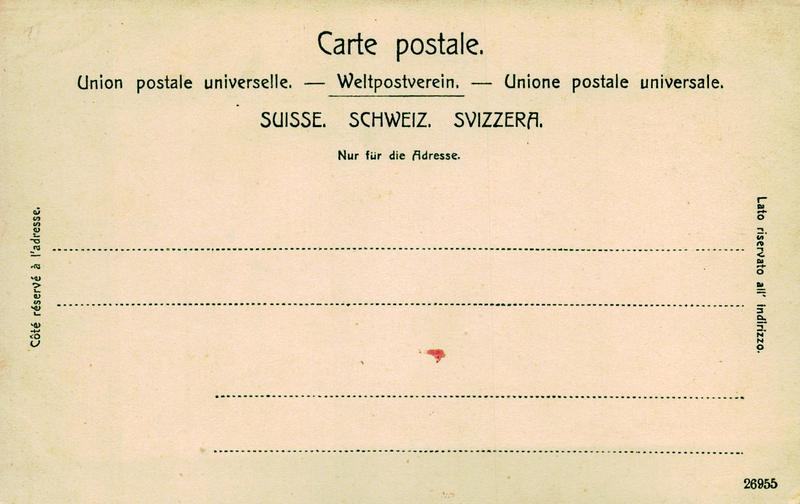 Carte postale.
Union postale universelle. — Weltpostverein. — Unione postale universale.
SUISSE. SCHWEIZ. SVIZZERA.
Nur für die Adresse.
Côté réservé à l'adresse.
Lato riservato all' indirizzo.
26955